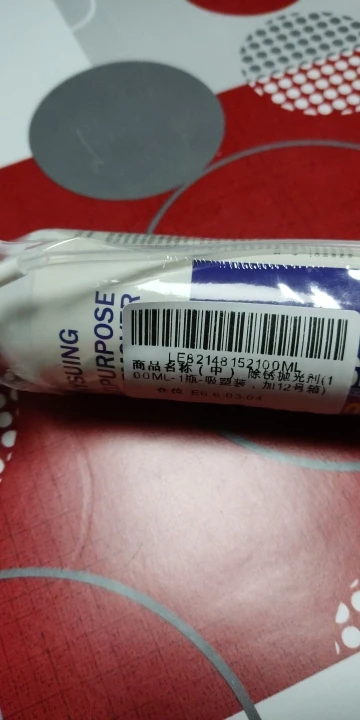 SUING
PURPOSE
LE82148152100ML
商品名称(中) 除锈抛光剂(1
00ML-1瓶-吸塑装、加12号箱)